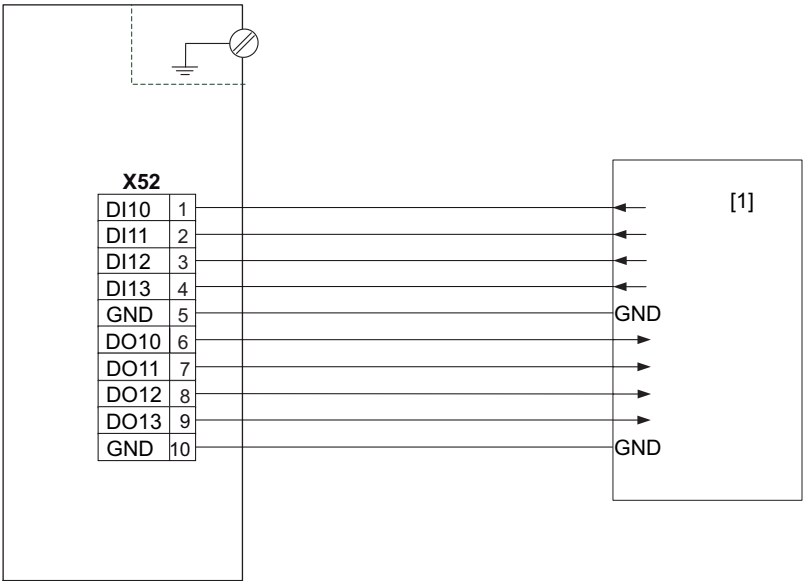 X52
[1]
DI10 1
DI11 2
DI12 3
DI13 4
GND 5 GND
DO10 6
DO11 7
DO12 8
DO13 9
GND 10 GND